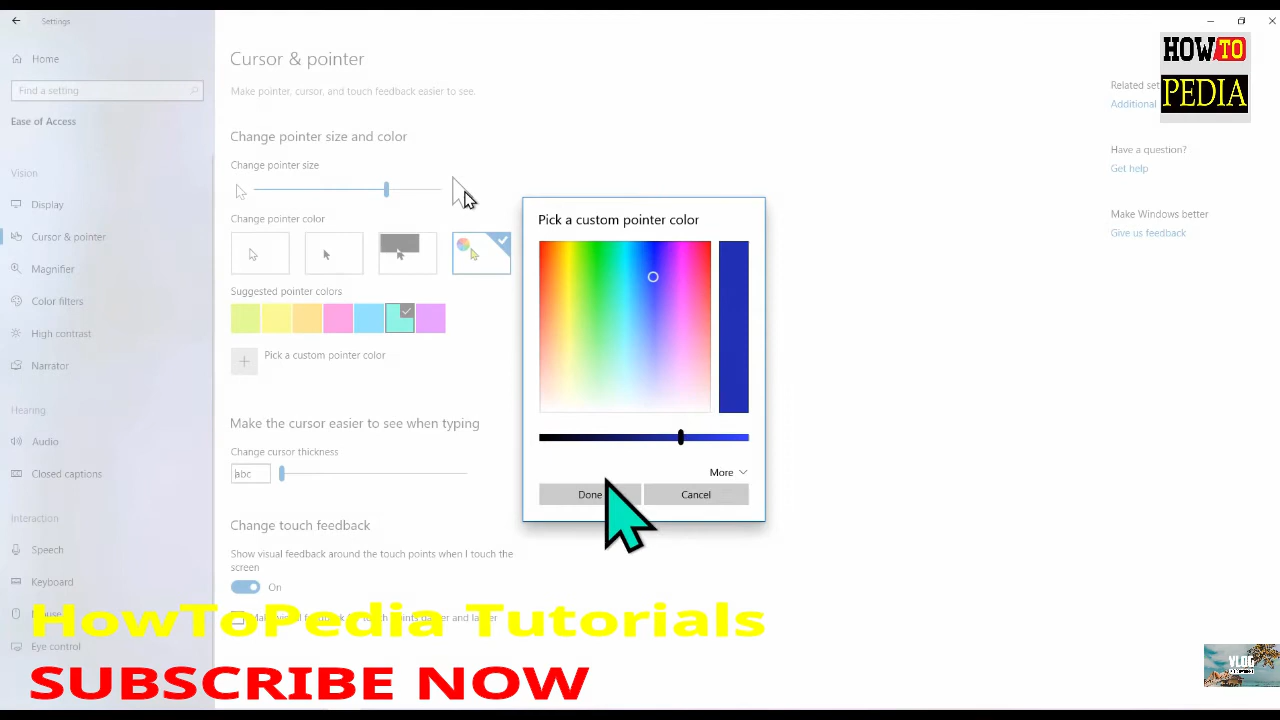 Settings
Home
Find a setting
Ease of Access
Vision
Display
Cursor & pointer
Magnifier
Color filters
High contrast
Narrator
Hearing
Audio
Closed captions
Interaction
Speech
Keyboard
Eye control
Cursor & pointer
Make pointer, cursor, and touch feedback easier to see.
Change pointer size and color
Change pointer size
Change pointer color
Suggested pointer colors
Pick a custom pointer color
Make the cursor easier to see when typing
Change cursor thickness
abc
Change touch feedback
Show visual feedback around the touch points when I touch the
screen
On
HowToPedia Tutorials
SUBSCRIBE NOW
Pick a custom pointer color
More
Done
Cancel
HOW TO
PEDIA
Related set
Additional
Have a question?
Get help
Make Windows better
Give us feedback
VLOG